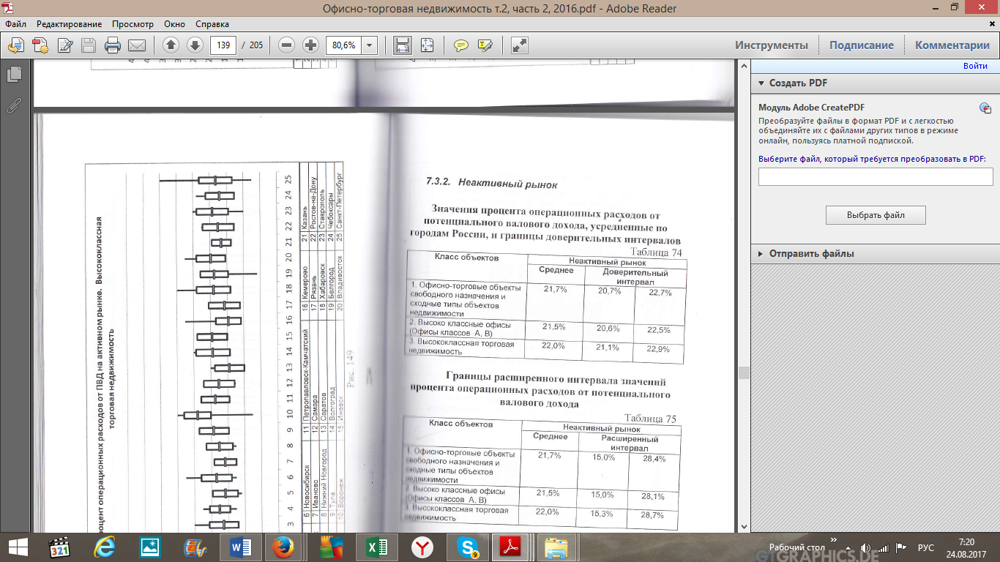 Офисно-торговая недвижимость т.2, часть 2, 2016.pdf - Adobe Reader
Файл Редактирование Просмотр Окно Справка
139 / 205 80,6% Инструменты Подписание Комментарии
Войти
Создать PDF
Модуль Adobe CreatePDF
Преобразуйте файлы в формат PDF и с легкостью
объединяйте их с файлами других типов в режиме
онлайн, пользуясь платной подпиской.
Выберите файл, который требуется преобразовать в PDF:
Выбрать файл
Отправить файлы
процент операционных расходов от ПВД на активном рынке. Высококлассная
торговая недвижимость
3 4 5 6 7 8 9 10 11 12 13 14 15 16 17 18 19 20 21 22 23 24 25
6 Новосибирск 11 Петропавловск-Камчатский 16 Кемерово 21 Казань
7 Иваново 12 Самара 17 Рязань 22 Ростов-на-Дону
8 Нижний Новгород 13 Саратов 18 Хабаровск 23 Ставрополь
9 Тула 14 Волгоград 19 Белгород 24 Чебоксары
10 Воронеж 15 Ижевск 20 Владивосток 25 Санкт-Петербург
Рис. 149
7.3.2. Неактивный рынок
Значения процента операционных расходов от
потенциального валового дохода, усредненные по
городам России, и границы доверительных интервалов
Таблица 74
Класс объектов Неактивный рынок
Среднее Доверительный
интервал
1. Офисно-торговые объекты 21,7% 20,7% 22,7%
свободного назначения и
сходные типы объектов
недвижимости
2. Высоко классные офисы 21,5% 20,6% 22,5%
(Офисы классов А, В)
3. Высококлассная торговая 22,0% 21,1% 22,9%
недвижимость
Границы расширенного интервала значений
процента операционных расходов от потенциального
валового дохода
Таблица 75
Класс объектов Неактивный рынок
Среднее Расширенный
интервал
1. Офисно-торговые объекты 21,7% 15,0% 28,4%
свободного назначения и
сходные типы объектов
недвижимости
2. Высоко классные офисы 21,5% 15,0% 28,1%
(Офисы классов А, В)
3. Высококлассная торговая 22,0% 15,3% 28,7%
недвижимость
321 9 Рабочий стол » РУС 7:20
24.08.2017
GTGRAPHICS.DE